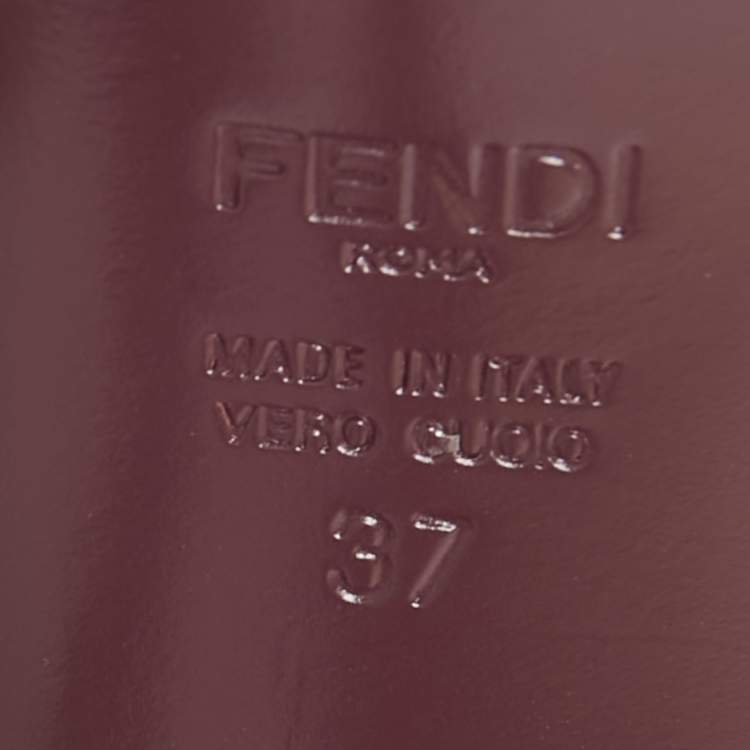 FENDI
ROMA
MADE IN ITALY
VERO CUOIO
37